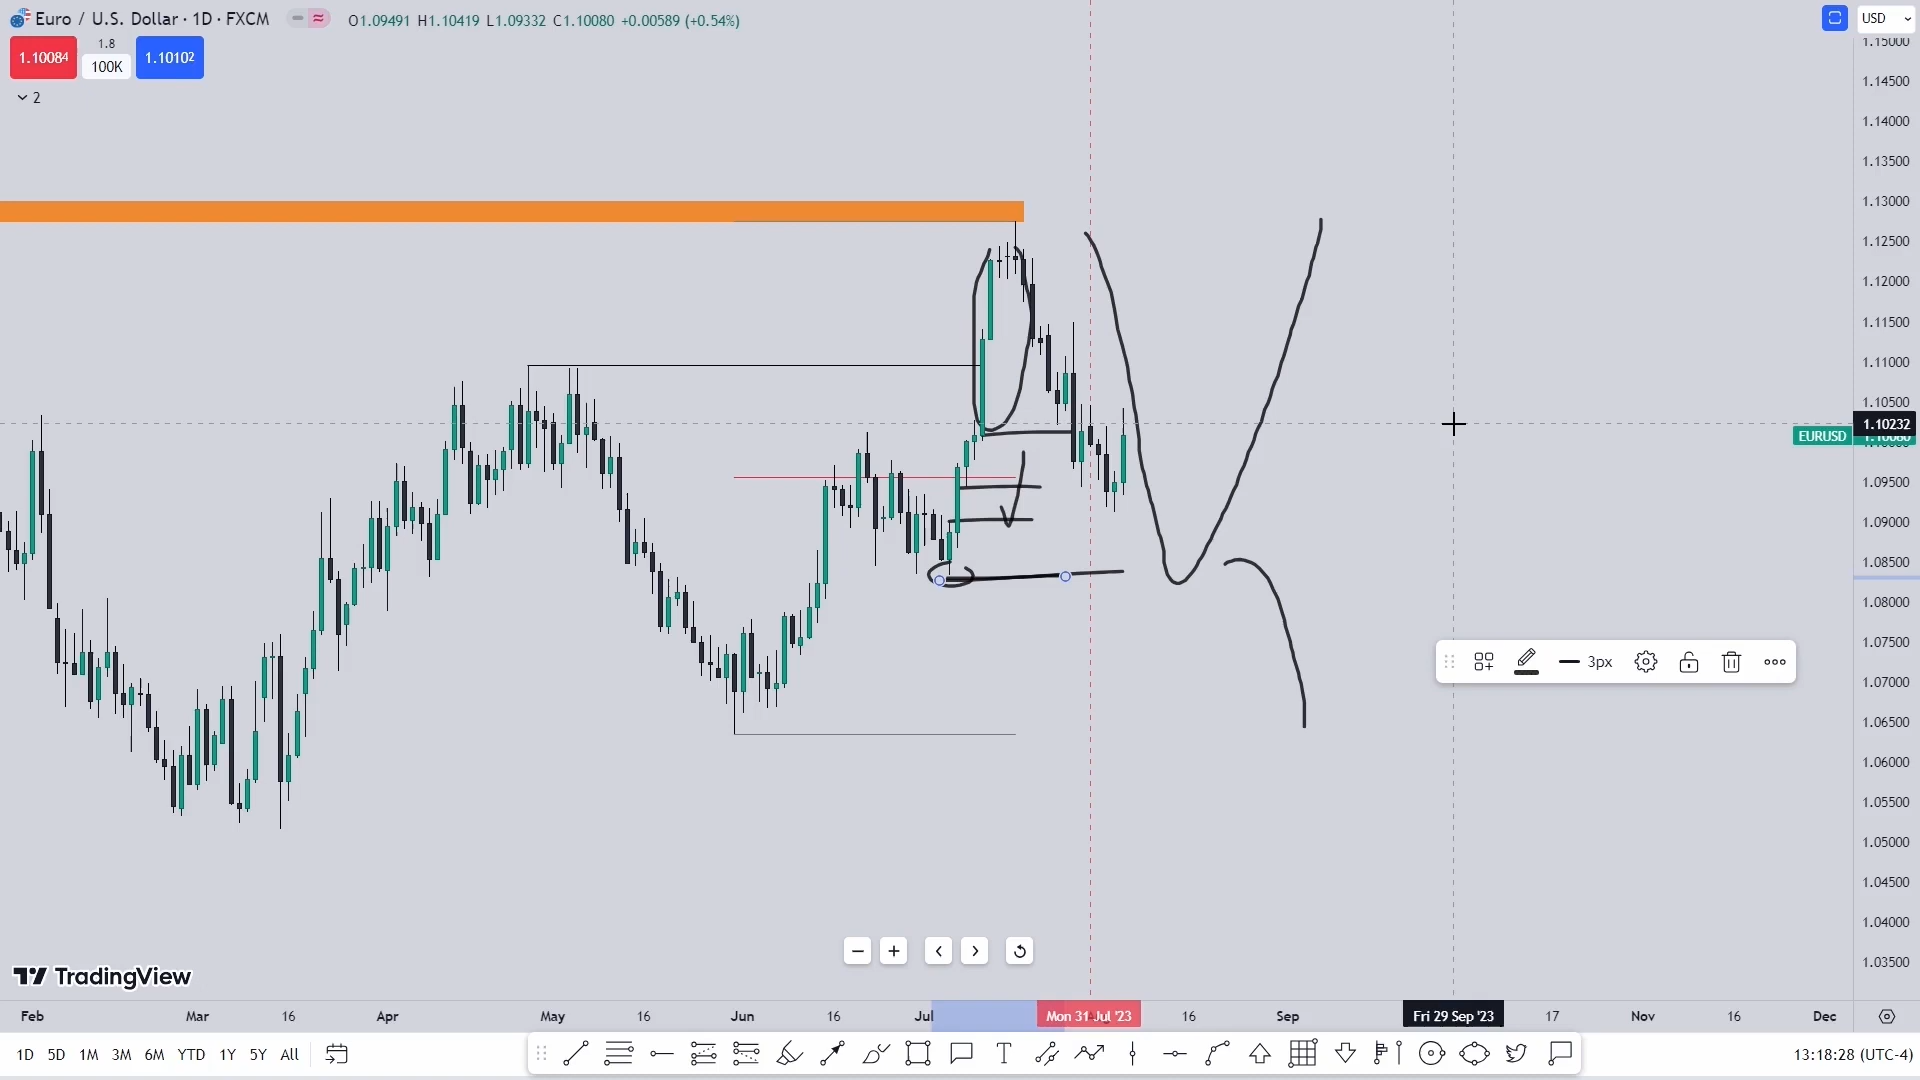 Euro / U.S. Dollar · 1D · FXCM
O1.09491 H1.10419 L1.09332 C1.10080 +0.00589 (+0.54%)
USD
1.10084
1.8
100K
1.10102
2
1.15000
1.14500
1.14000
1.13500
1.13000
1.12500
1.12000
1.11500
1.11000
1.10500
1.10232
EURUSD
1.09500
1.09000
1.08500
1.08000
1.07500
1.07000
1.06500
1.06000
1.05500
1.05000
1.04500
1.04000
1.03500
3px
TradingView
Feb Mar 16 Apr May 16 Jun 16 Jul Mon 31 Jul '23 16 Sep Fri 29 Sep '23 17 Nov 16 Dec
1D 5D 1M 3M 6M YTD 1Y 5Y All
13:18:28 (UTC-4)